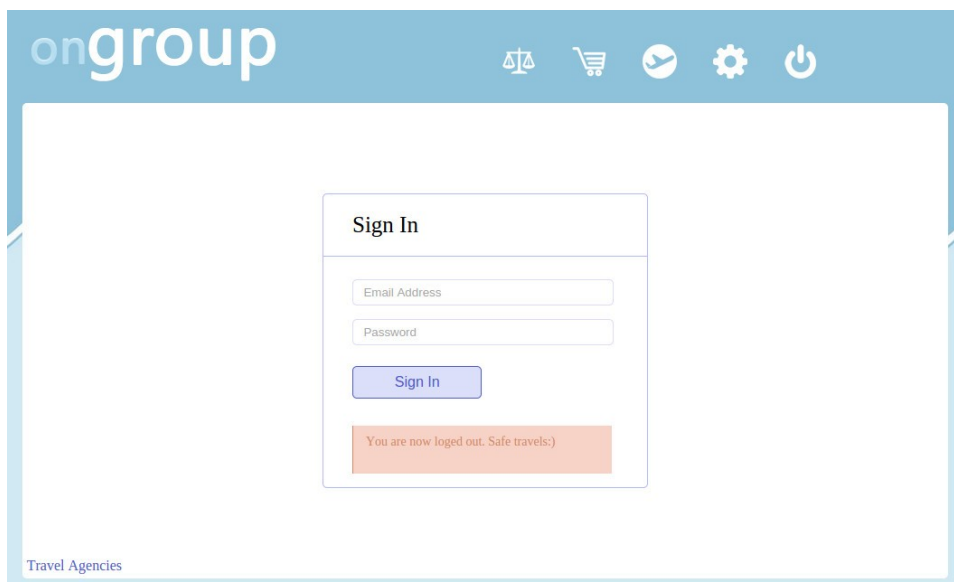 ongroup
Sign In
Email Address
Password
Sign In
You are now loged out. Safe travels:)
Travel Agencies